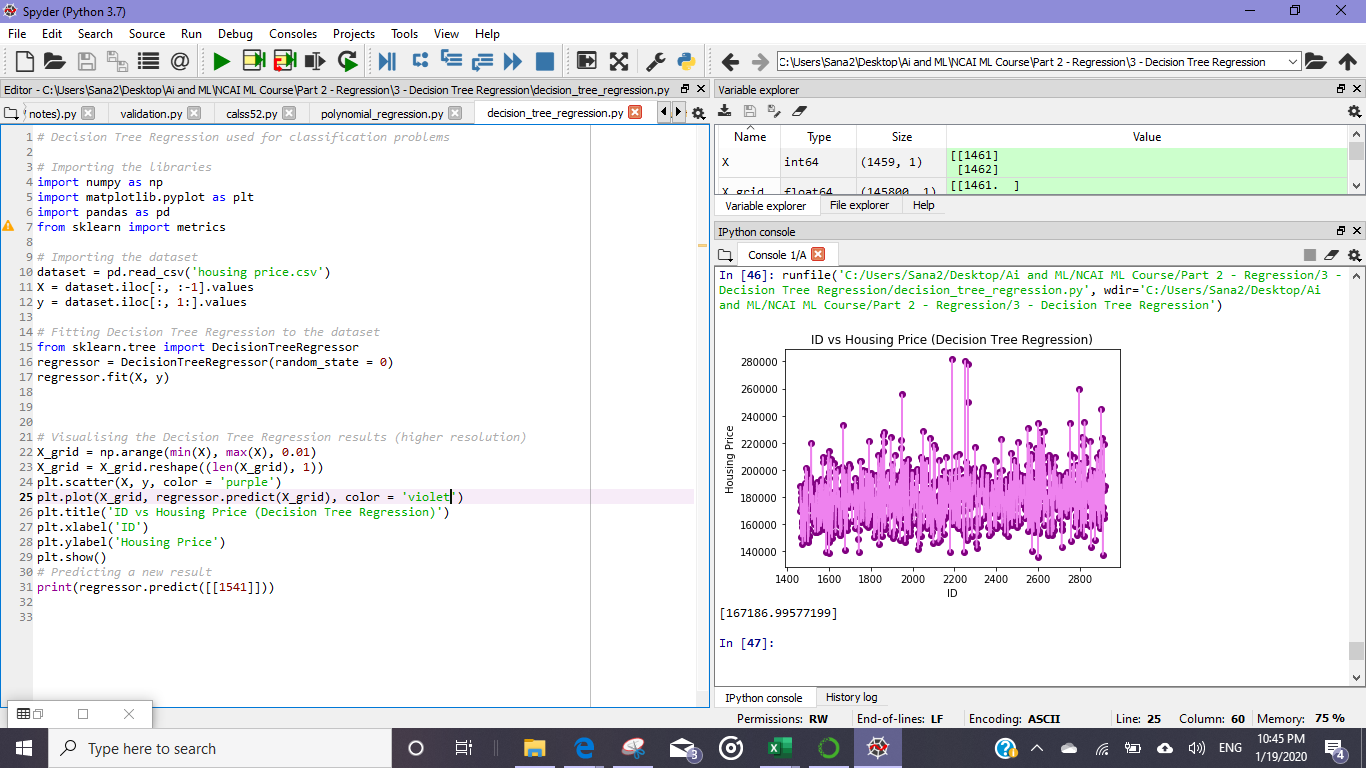 Spyder (Python 3.7)
File Edit Search Source Run Debug Consoles Projects Tools View Help
C:\Users\Sana2\Desktop\Ai and ML\NCAI ML Course\Part 2 - Regression\3 - Decision Tree Regression
Editor - C:\Users\Sana2\Desktop\Ai and ML\NCAI ML Course\Part 2 - Regression\3 - Decision Tree Regression\decision_tree_regression.py
notes).py validation.py calss52.py polynomial_regression.py decision_tree_regression.py
1 # Decision Tree Regression used for classification problems
2
3 # Importing the libraries
4 import numpy as np
5 import matplotlib.pyplot as plt
6 import pandas as pd
7 from sklearn import metrics
8
9 # Importing the dataset
10 dataset = pd.read_csv('housing price.csv')
11 X = dataset.iloc[:, :-1].values
12 y = dataset.iloc[:, 1:].values
13
14 # Fitting Decision Tree Regression to the dataset
15 from sklearn.tree import DecisionTreeRegressor
16 regressor = DecisionTreeRegressor(random_state = 0)
17 regressor.fit(X, y)
18
19
20
21 # Visualising the Decision Tree Regression results (higher resolution)
22 X_grid = np.arange(min(X), max(X), 0.01)
23 X_grid = X_grid.reshape((len(X_grid), 1))
24 plt.scatter(X, y, color = 'purple')
25 plt.plot(X_grid, regressor.predict(X_grid), color = 'violet')
26 plt.title('ID vs Housing Price (Decision Tree Regression)')
27 plt.xlabel('ID')
28 plt.ylabel('Housing Price')
29 plt.show()
30 # Predicting a new result
31 print(regressor.predict([[1541]]))
32
33
Variable explorer
Name Type Size Value
X int64 (1459, 1) [[1461]
[1462]
X_grid float64 (145800, 1) [[1461. ]
Variable explorer File explorer Help
IPython console
Console 1/A
In [46]: runfile('C:/Users/Sana2/Desktop/Ai and ML/NCAI ML Course/Part 2 - Regression/3 -
Decision Tree Regression/decision_tree_regression.py', wdir='C:/Users/Sana2/Desktop/Ai
and ML/NCAI ML Course/Part 2 - Regression/3 - Decision Tree Regression')
ID vs Housing Price (Decision Tree Regression)
Housing Price
280000
260000
240000
220000
200000
180000
160000
140000
1400 1600 1800 2000 2200 2400 2600 2800
ID
[167186.99577199]
In [47]:
IPython console History log
Permissions: RW End-of-lines: LF Encoding: ASCII Line: 25 Column: 60 Memory: 75 %
Type here to search
3
ENG
10:45 PM
1/19/2020
4